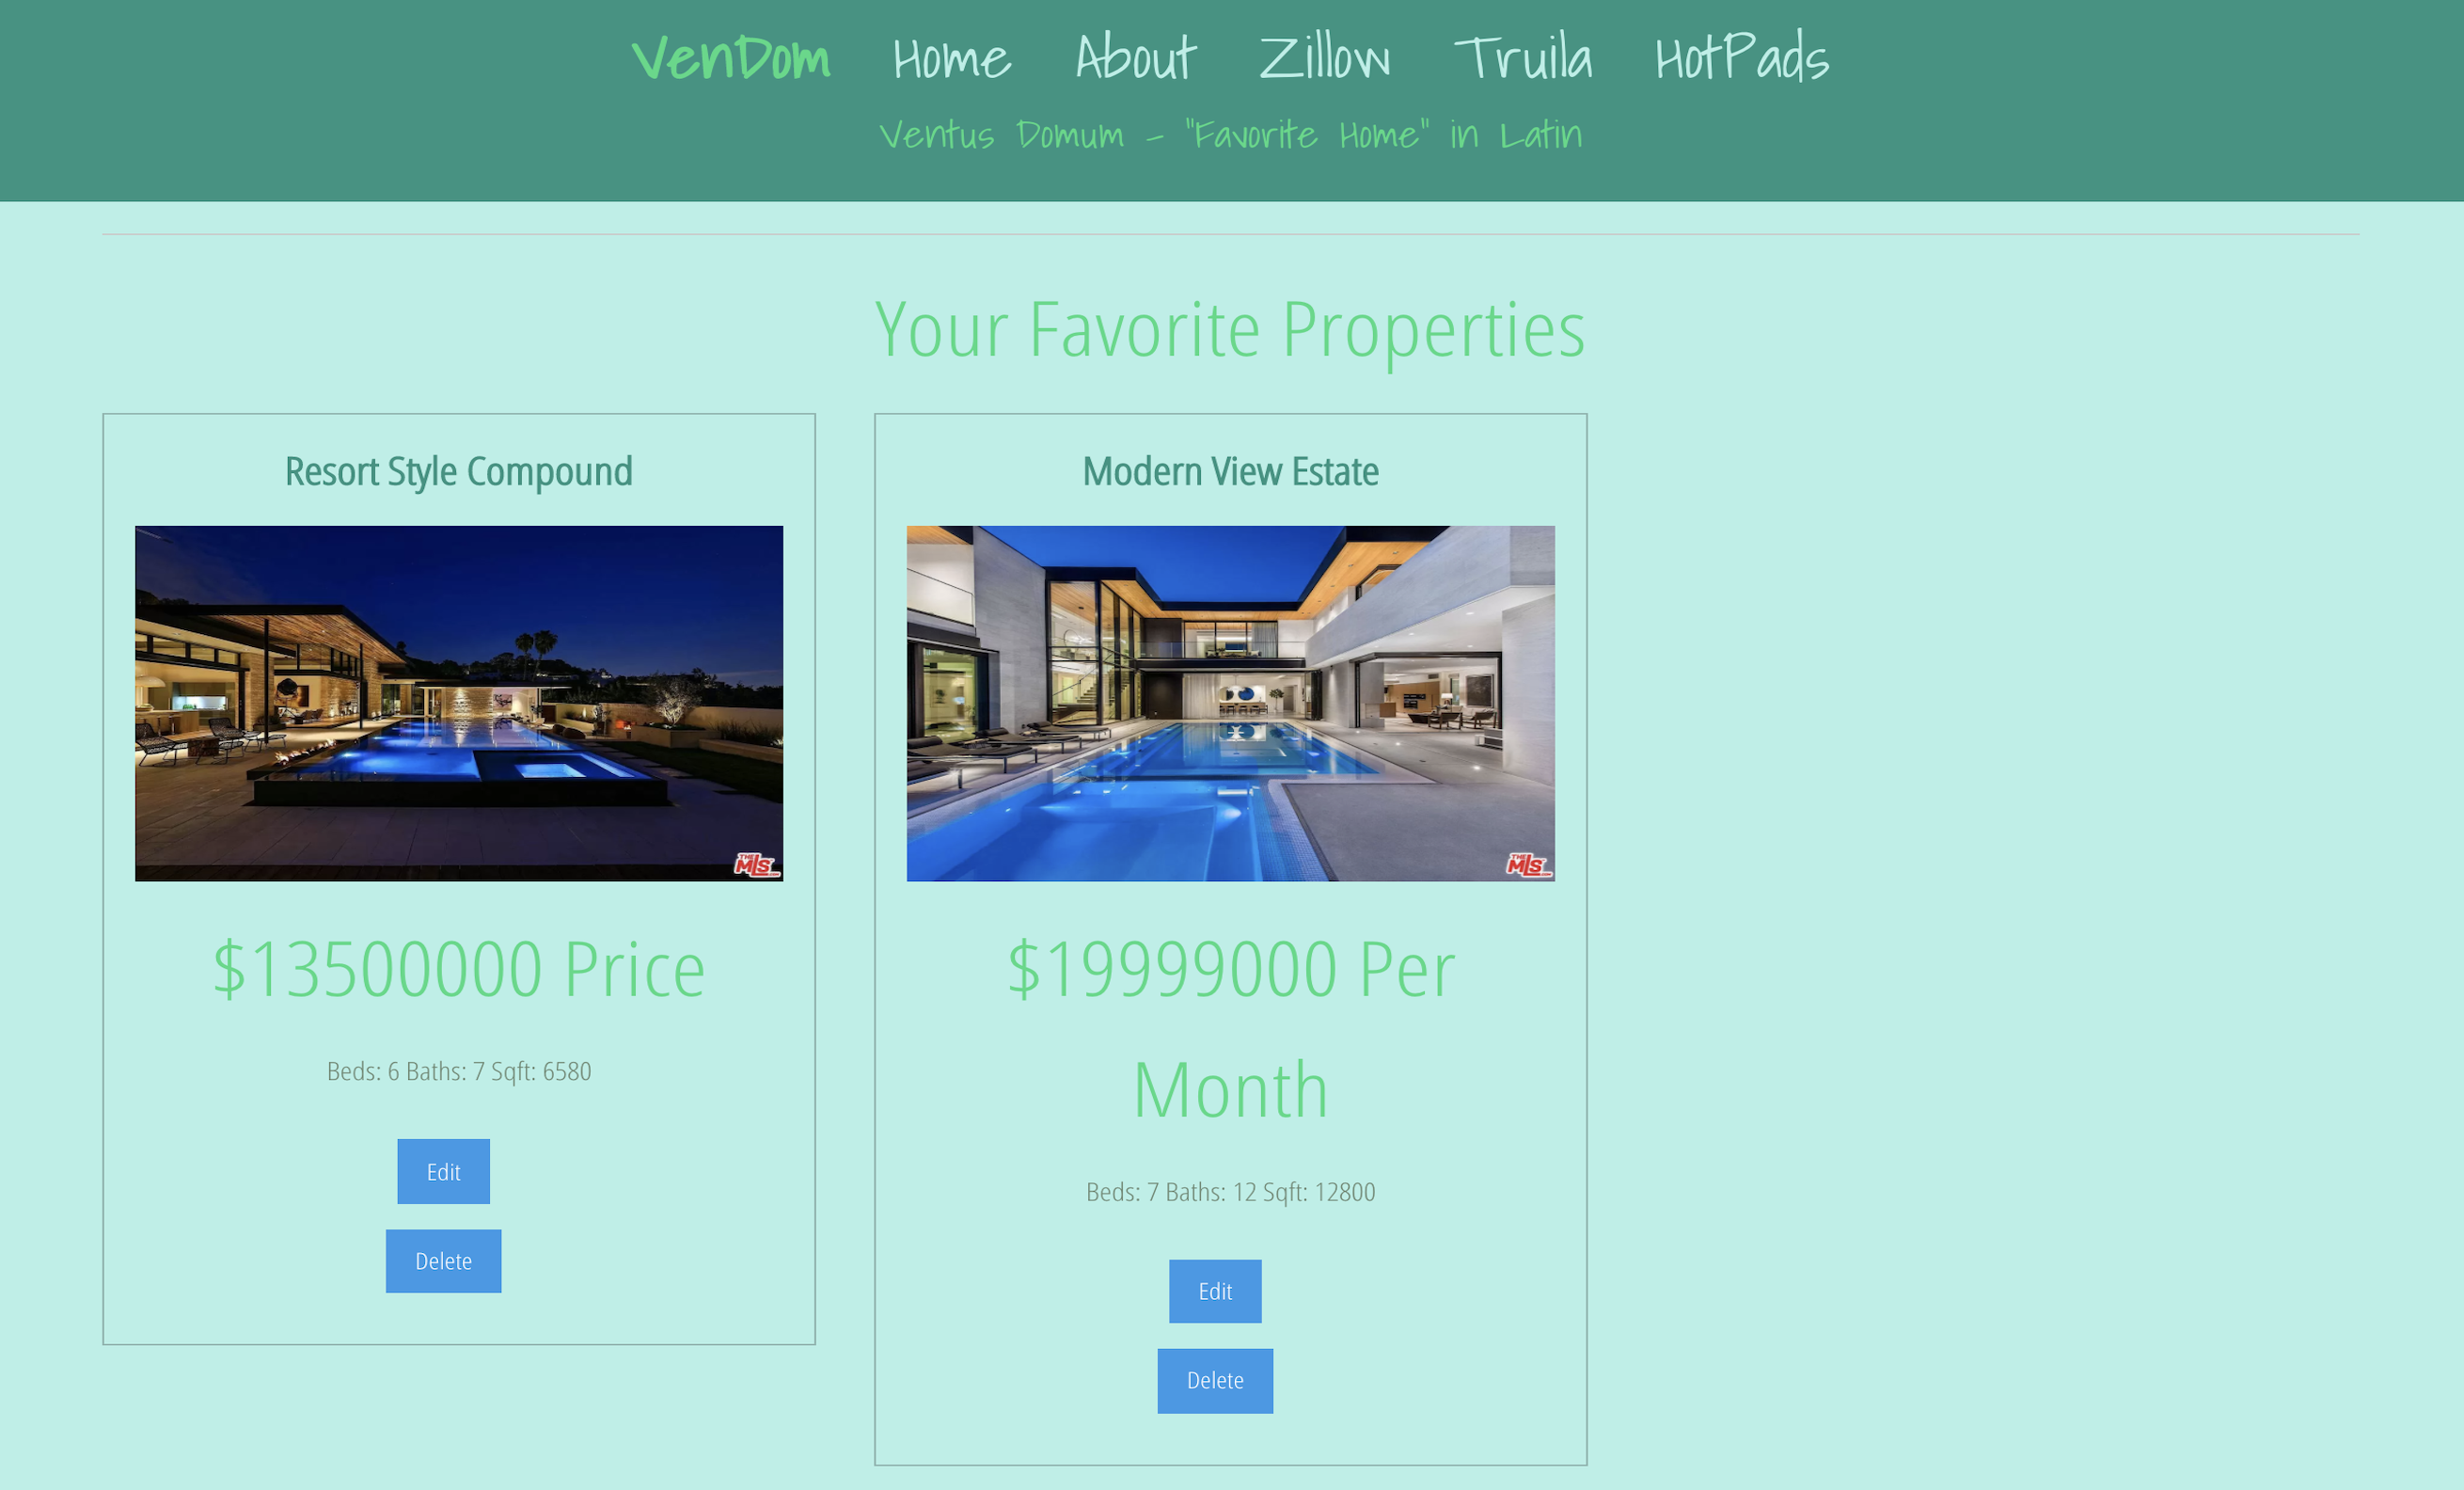 VenDom Home About Zillow Truila HotPads
Ventus Domum - "Favorite Home" in Latin
Your Favorite Properties
Resort Style Compound
THE MLS .COM
$13500000 Price
Beds: 6 Baths: 7 Sqft: 6580
Edit
Delete
Modern View Estate
THE MLS .COM
$19999000 Per
Month
Beds: 7 Baths: 12 Sqft: 12800
Edit
Delete